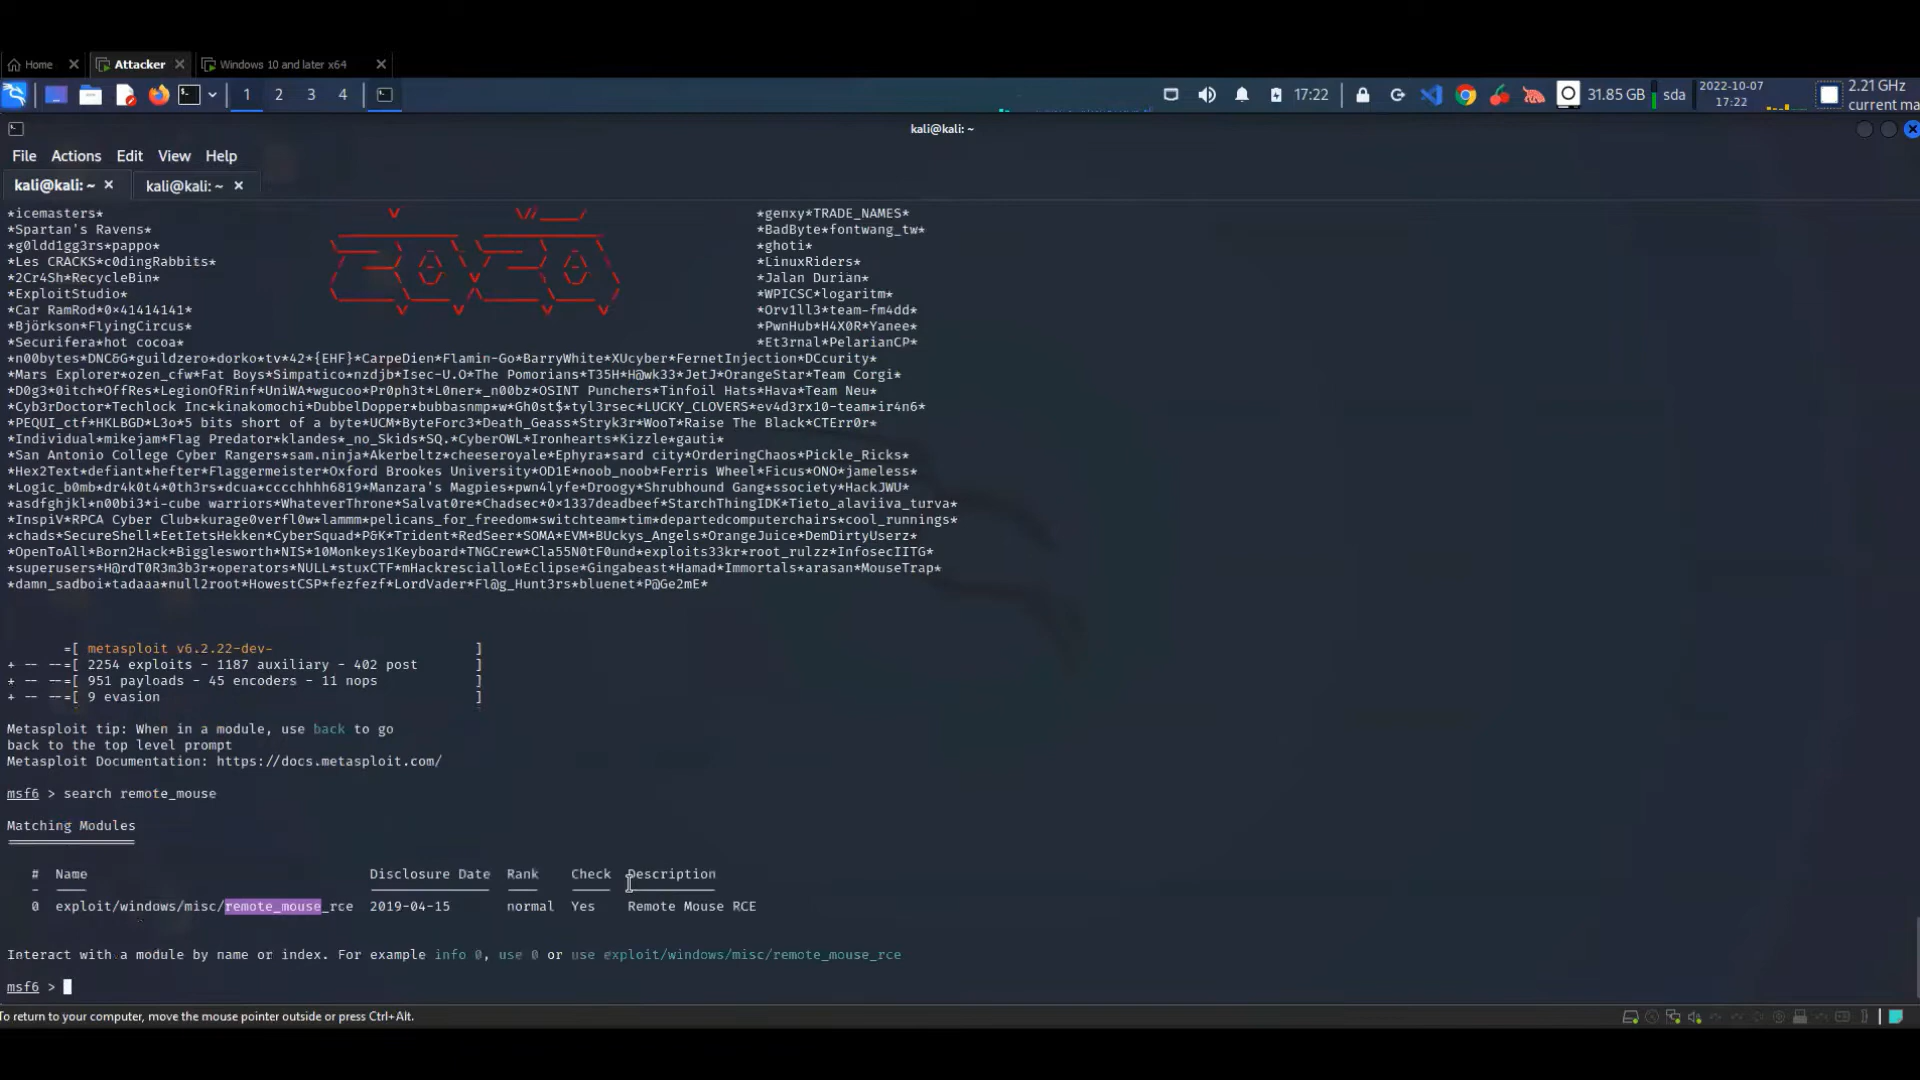 Home
Attacker
Windows 10 and later x64
1 2 3 4
17:22
31.85 GB
sda
2022-10-07
17:22
2.21 GHz
current ma
kali@kali: ~
File Actions Edit View Help
kali@kali: ~
kali@kali: ~
*icemasters* *genxy*TRADE_NAMES*
*Spartan's Ravens* *BadByte*fontwang_tw*
*g0ldd1gg3rs*pappo* *ghoti*
*Les CRACKS*c0dingRabbits* *LinuxRiders*
*2Cr4Sh*RecycleBin* *Jalan Durian*
*ExploitStudio* *WPICSC*logaritm*
*Car RamRod*0×41414141* *Orv1ll3*team-fm4dd*
*Björkson*FlyingCircus* *PwnHub*H4X0R*Yanee*
*Securifera*hot cocoa* *Et3rnal*PelarianCP*
*n00bytes*DNC&G*guildzero*dorko*tv*42*{EHF}*CarpeDien*Flamin-Go*BarryWhite*XUcyber*FernetInjection*DCcurity*
*Mars Explorer*ozen_cfw*Fat Boys*Simpatico*nzdjb*Isec-U.O*The Pomorians*T35H*H@wk33*JetJ*OrangeStar*Team Corgi*
*D0g3*0itch*OffRes*LegionOfRinf*UniWA*wgucoo*Pr0ph3t*L0ner*_n00bz*OSINT Punchers*Tinfoil Hats*Hava*Team Neu*
*Cyb3rDoctor*Techlock Inc*kinakomochi*DubbelDopper*bubbasnmp*w*Gh0st$*tyl3rsec*LUCKY_CLOVERS*ev4d3rx10-team*ir4n6*
*PEQUI_ctf*HKLBGD*L3o*5 bits short of a byte*UCM*ByteForc3*Death_Geass*Stryk3r*WooT*Raise The Black*CTErr0r*
*Individual*mikejam*Flag Predator*klandes*_no_Skids*SQ.*CyberOWL*Ironhearts*Kizzle*gauti*
*San Antonio College Cyber Rangers*sam.ninja*Akerbeltz*cheeseroyale*Ephyra*sard city*OrderingChaos*Pickle_Ricks*
*Hex2Text*defiant*hefter*Flaggermeister*Oxford Brookes University*OD1E*noob_noob*Ferris Wheel*Ficus*ONO*jameless*
*Log1c_b0mb*dr4k0t4*0th3rs*dcua*cccchhhh6819*Manzara's Magpies*pwn4lyfe*Droogy*Shrubhound Gang*ssociety*HackJWU*
*asdfghjkl*n00bi3*i-cube warriors*WhateverThrone*Salvat0re*Chadsec*0×1337deadbeef*StarchThingIDK*Tieto_alaviiva_turva*
*InspiV*RPCA Cyber Club*kurage0verfl0w*lammm*pelicans_for_freedom*switchteam*tim*departedcomputerchairs*cool_runnings*
*chads*SecureShell*EetIetsHekken*CyberSquad*P&K*Trident*RedSeer*SOMA*EVM*BUckys_Angels*OrangeJuice*DemDirtyUserz*
*OpenToAll*Born2Hack*Bigglesworth*NIS*10Monkeys1Keyboard*TNGCrew*Cla55N0tF0und*exploits33kr*root_rulzz*InfosecIITG*
*superusers*H@rdT0R3m3b3r*operators*NULL*stuxCTF*mHackresciallo*Eclipse*Gingabeast*Hamad*Immortals*arasan*MouseTrap*
*damn_sadboi*tadaaa*null2root*HowestCSP*fezfezf*LordVader*Fl@g_Hunt3rs*bluenet*P@Ge2mE*
=[ metasploit v6.2.22-dev- ]
+ -- --=[ 2254 exploits - 1187 auxiliary - 402 post ]
+ -- --=[ 951 payloads - 45 encoders - 11 nops ]
+ -- --=[ 9 evasion ]
Metasploit tip: When in a module, use back to go
back to the top level prompt
Metasploit Documentation: https://docs.metasploit.com/
msf6 > search remote_mouse
Matching Modules
================
# Name Disclosure Date Rank Check Description
- ---- --------------- ---- ----- -----------
0 exploit/windows/misc/remote_mouse_rce 2019-04-15 normal Yes Remote Mouse RCE
Interact with a module by name or index. For example info 0, use 0 or use exploit/windows/misc/remote_mouse_rce
msf6 >
To return to your computer, move the mouse pointer outside or press Ctrl+Alt.